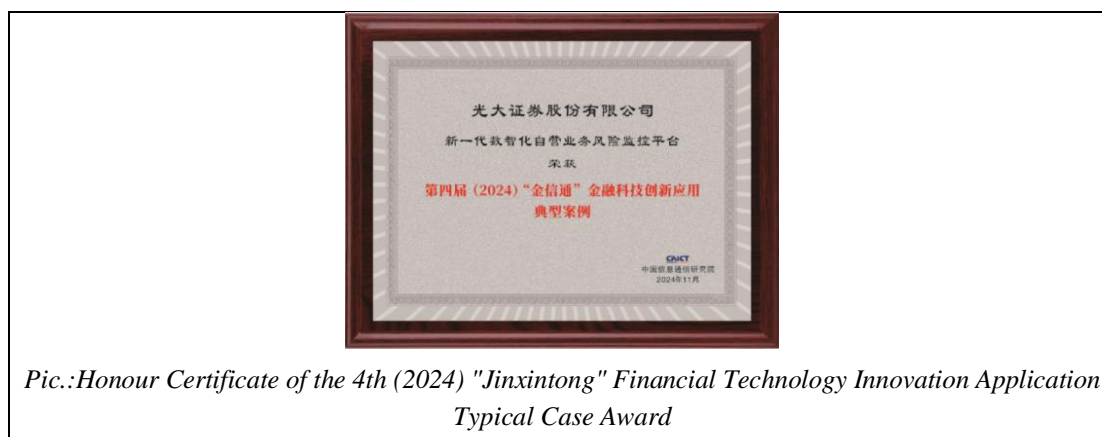 光大证券股份有限公司
新一代数智化自营业务风险监控平台
荣获
第四届（2024）“金信通”金融科技创新应用
典型案例
CAICT
中国信息通信研究院
2024年11月
Pic.:Honour Certificate of the 4th (2024) "Jinxintong" Financial Technology Innovation Application
Typical Case Award